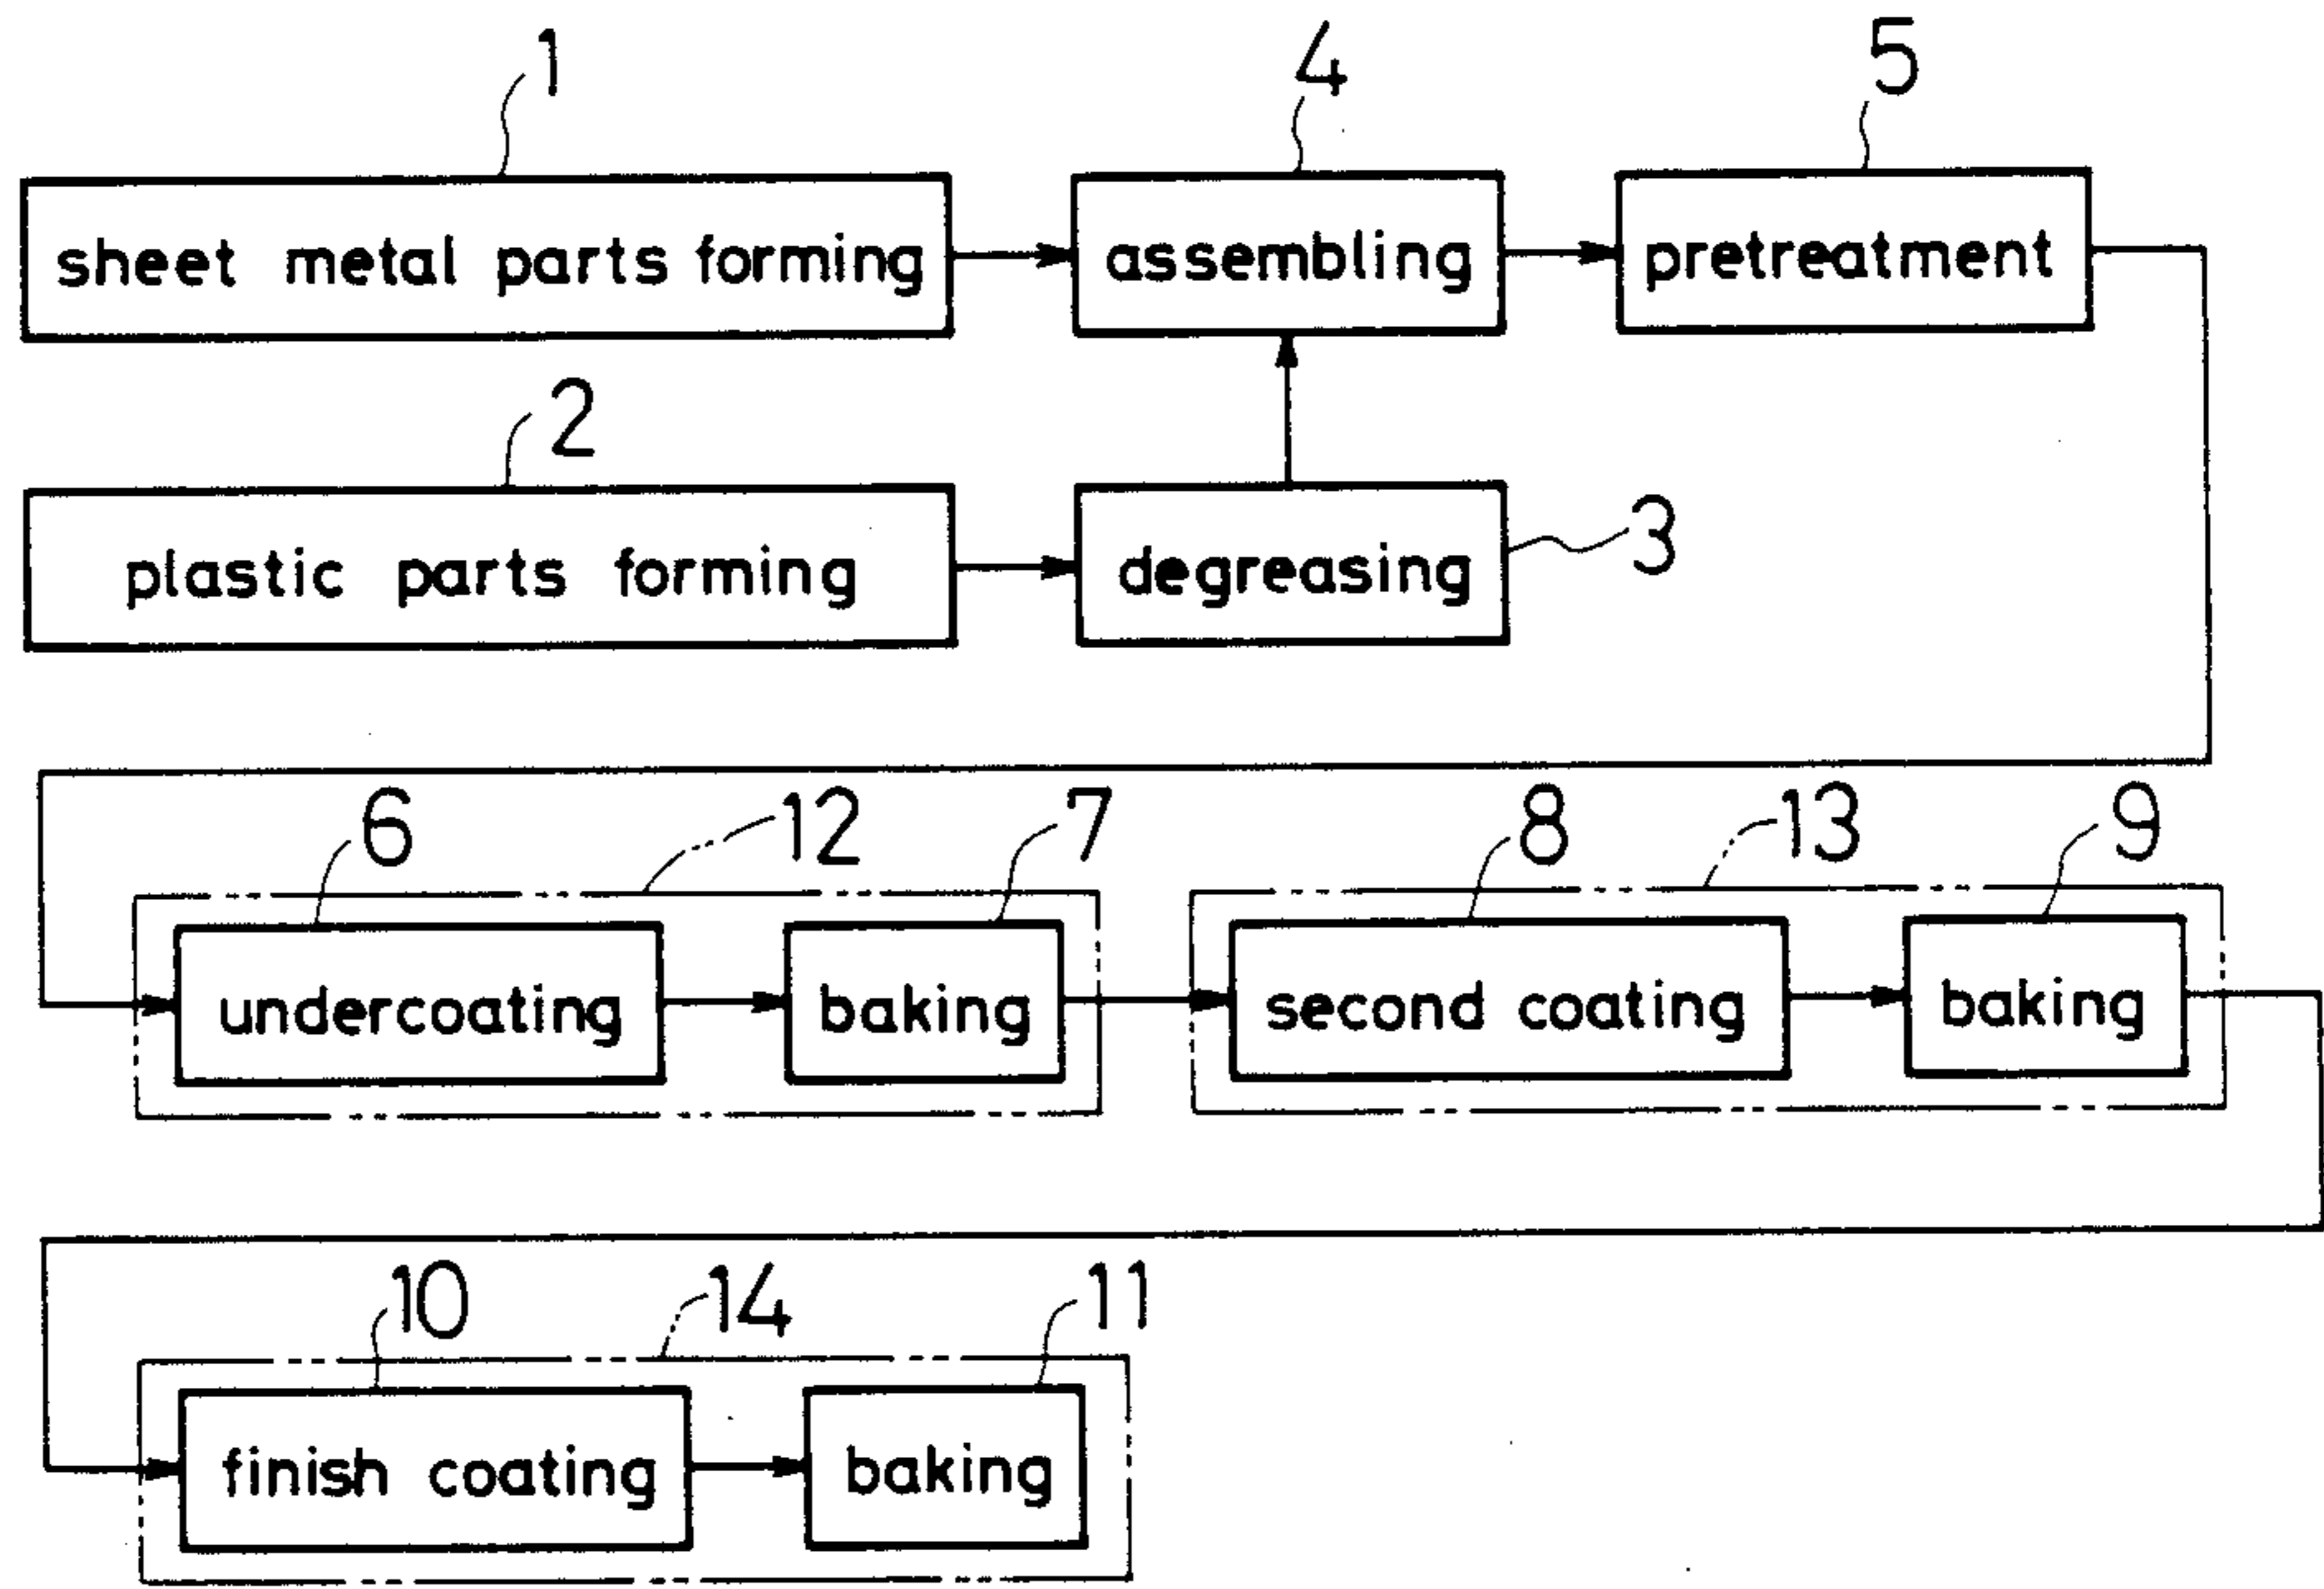 1
4
5
sheet metal parts forming
assembling
pretreatment
2
3
plastic parts forming
degreasing
6
12
7
8
13
9
undercoating
baking
second coating
baking
10
14
11
finish coating
baking